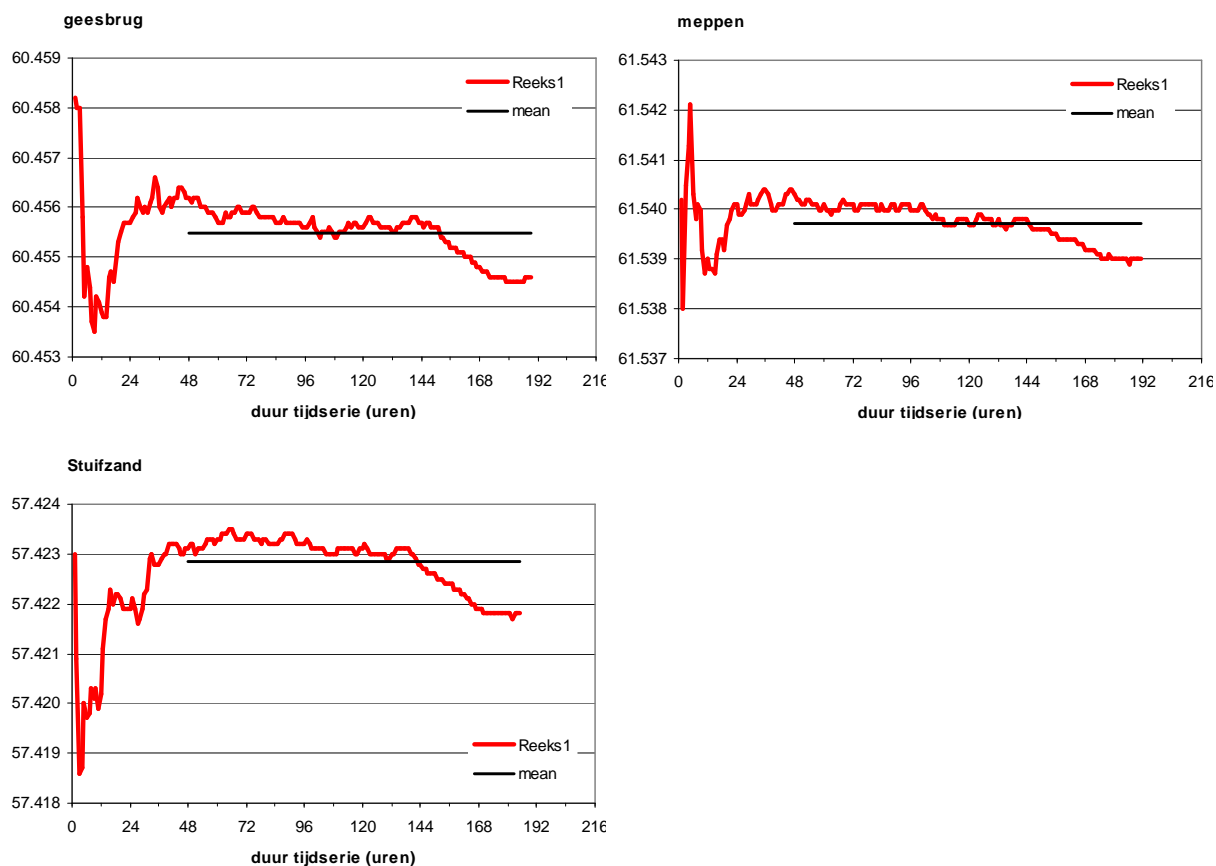 geesbrug
60.459
60.458
60.457
60.456
60.455
60.454
60.453
Reeks1
mean
0 24 48 72 96 120 144 168 192 216
duur tijdserie (uren)
meppen
61.543
61.542
61.541
61.540
61.539
61.538
61.537
Reeks1
mean
0 24 48 72 96 120 144 168 192 216
duur tijdserie (uren)
Stuifzand
57.424
57.423
57.422
57.421
57.420
57.419
57.418
Reeks1
mean
0 24 48 72 96 120 144 168 192 216
duur tijdserie (uren)